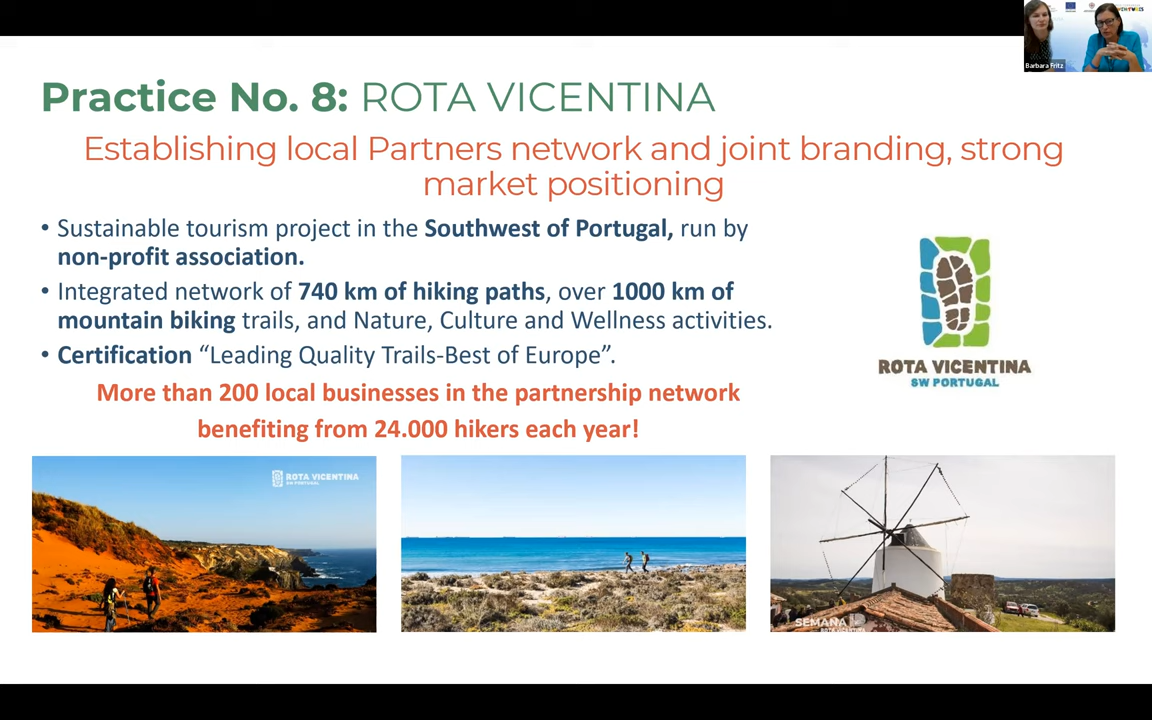 Barbara Fritz
Practice No. 8: ROTA VICENTINA
Establishing local Partners network and joint branding, strong
market positioning
• Sustainable tourism project in the Southwest of Portugal, run by
non-profit association.
• Integrated network of 740 km of hiking paths, over 1000 km of
mountain biking trails, and Nature, Culture and Wellness activities.
• Certification “Leading Quality Trails-Best of Europe”.
More than 200 local businesses in the partnership network
benefiting from 24.000 hikers each year!
ROTA VICENTINA
SW PORTUGAL
ROTA VICENTINA
SW PORTUGAL
SEMANA
ROTA VICENTINA